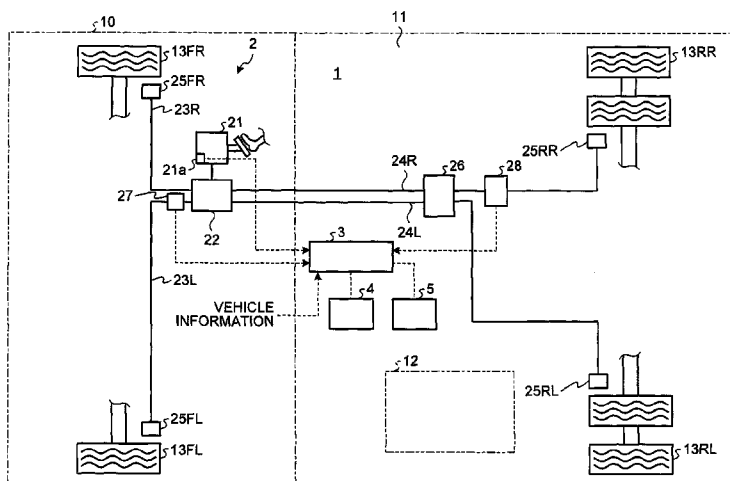 10
11
13FR
2
1
13RR
25FR
23R
21
25RR
21a
24R
26
28
27
22
24L
3
23L
4
5
VEHICLE
INFORMATION
12
25RL
25FL
13FL
13RL